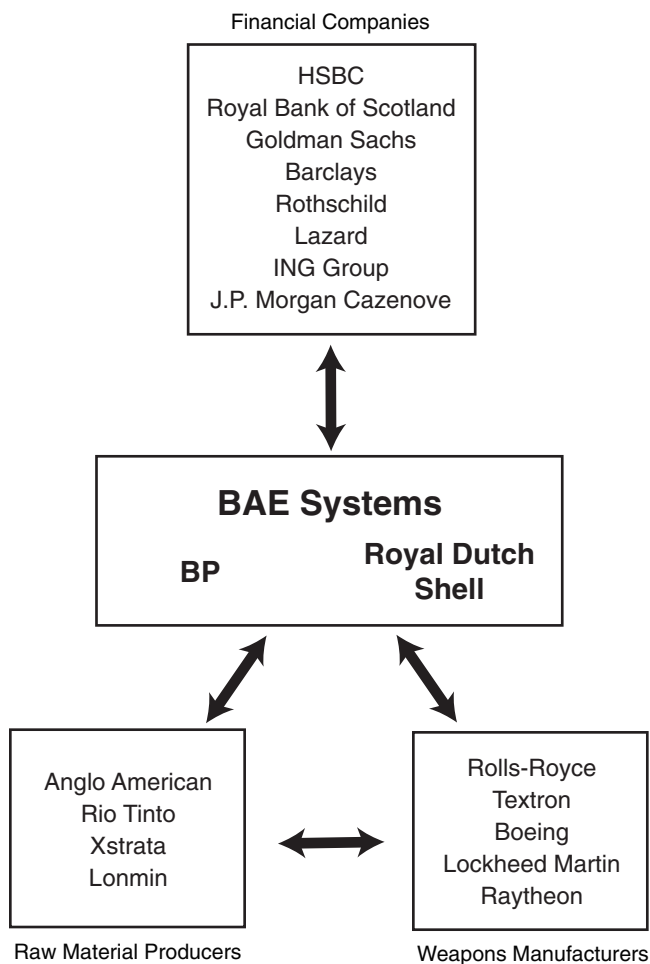 Financial Companies
HSBC
Royal Bank of Scotland
Goldman Sachs
Barclays
Rothschild
Lazard
ING Group
J.P. Morgan Cazenove
BAE Systems
BP
Royal Dutch
Shell
Anglo American
Rio Tinto
Xstrata
Lonmin
Raw Material Producers
Rolls-Royce
Textron
Boeing
Lockheed Martin
Raytheon
Weapons Manufacturers